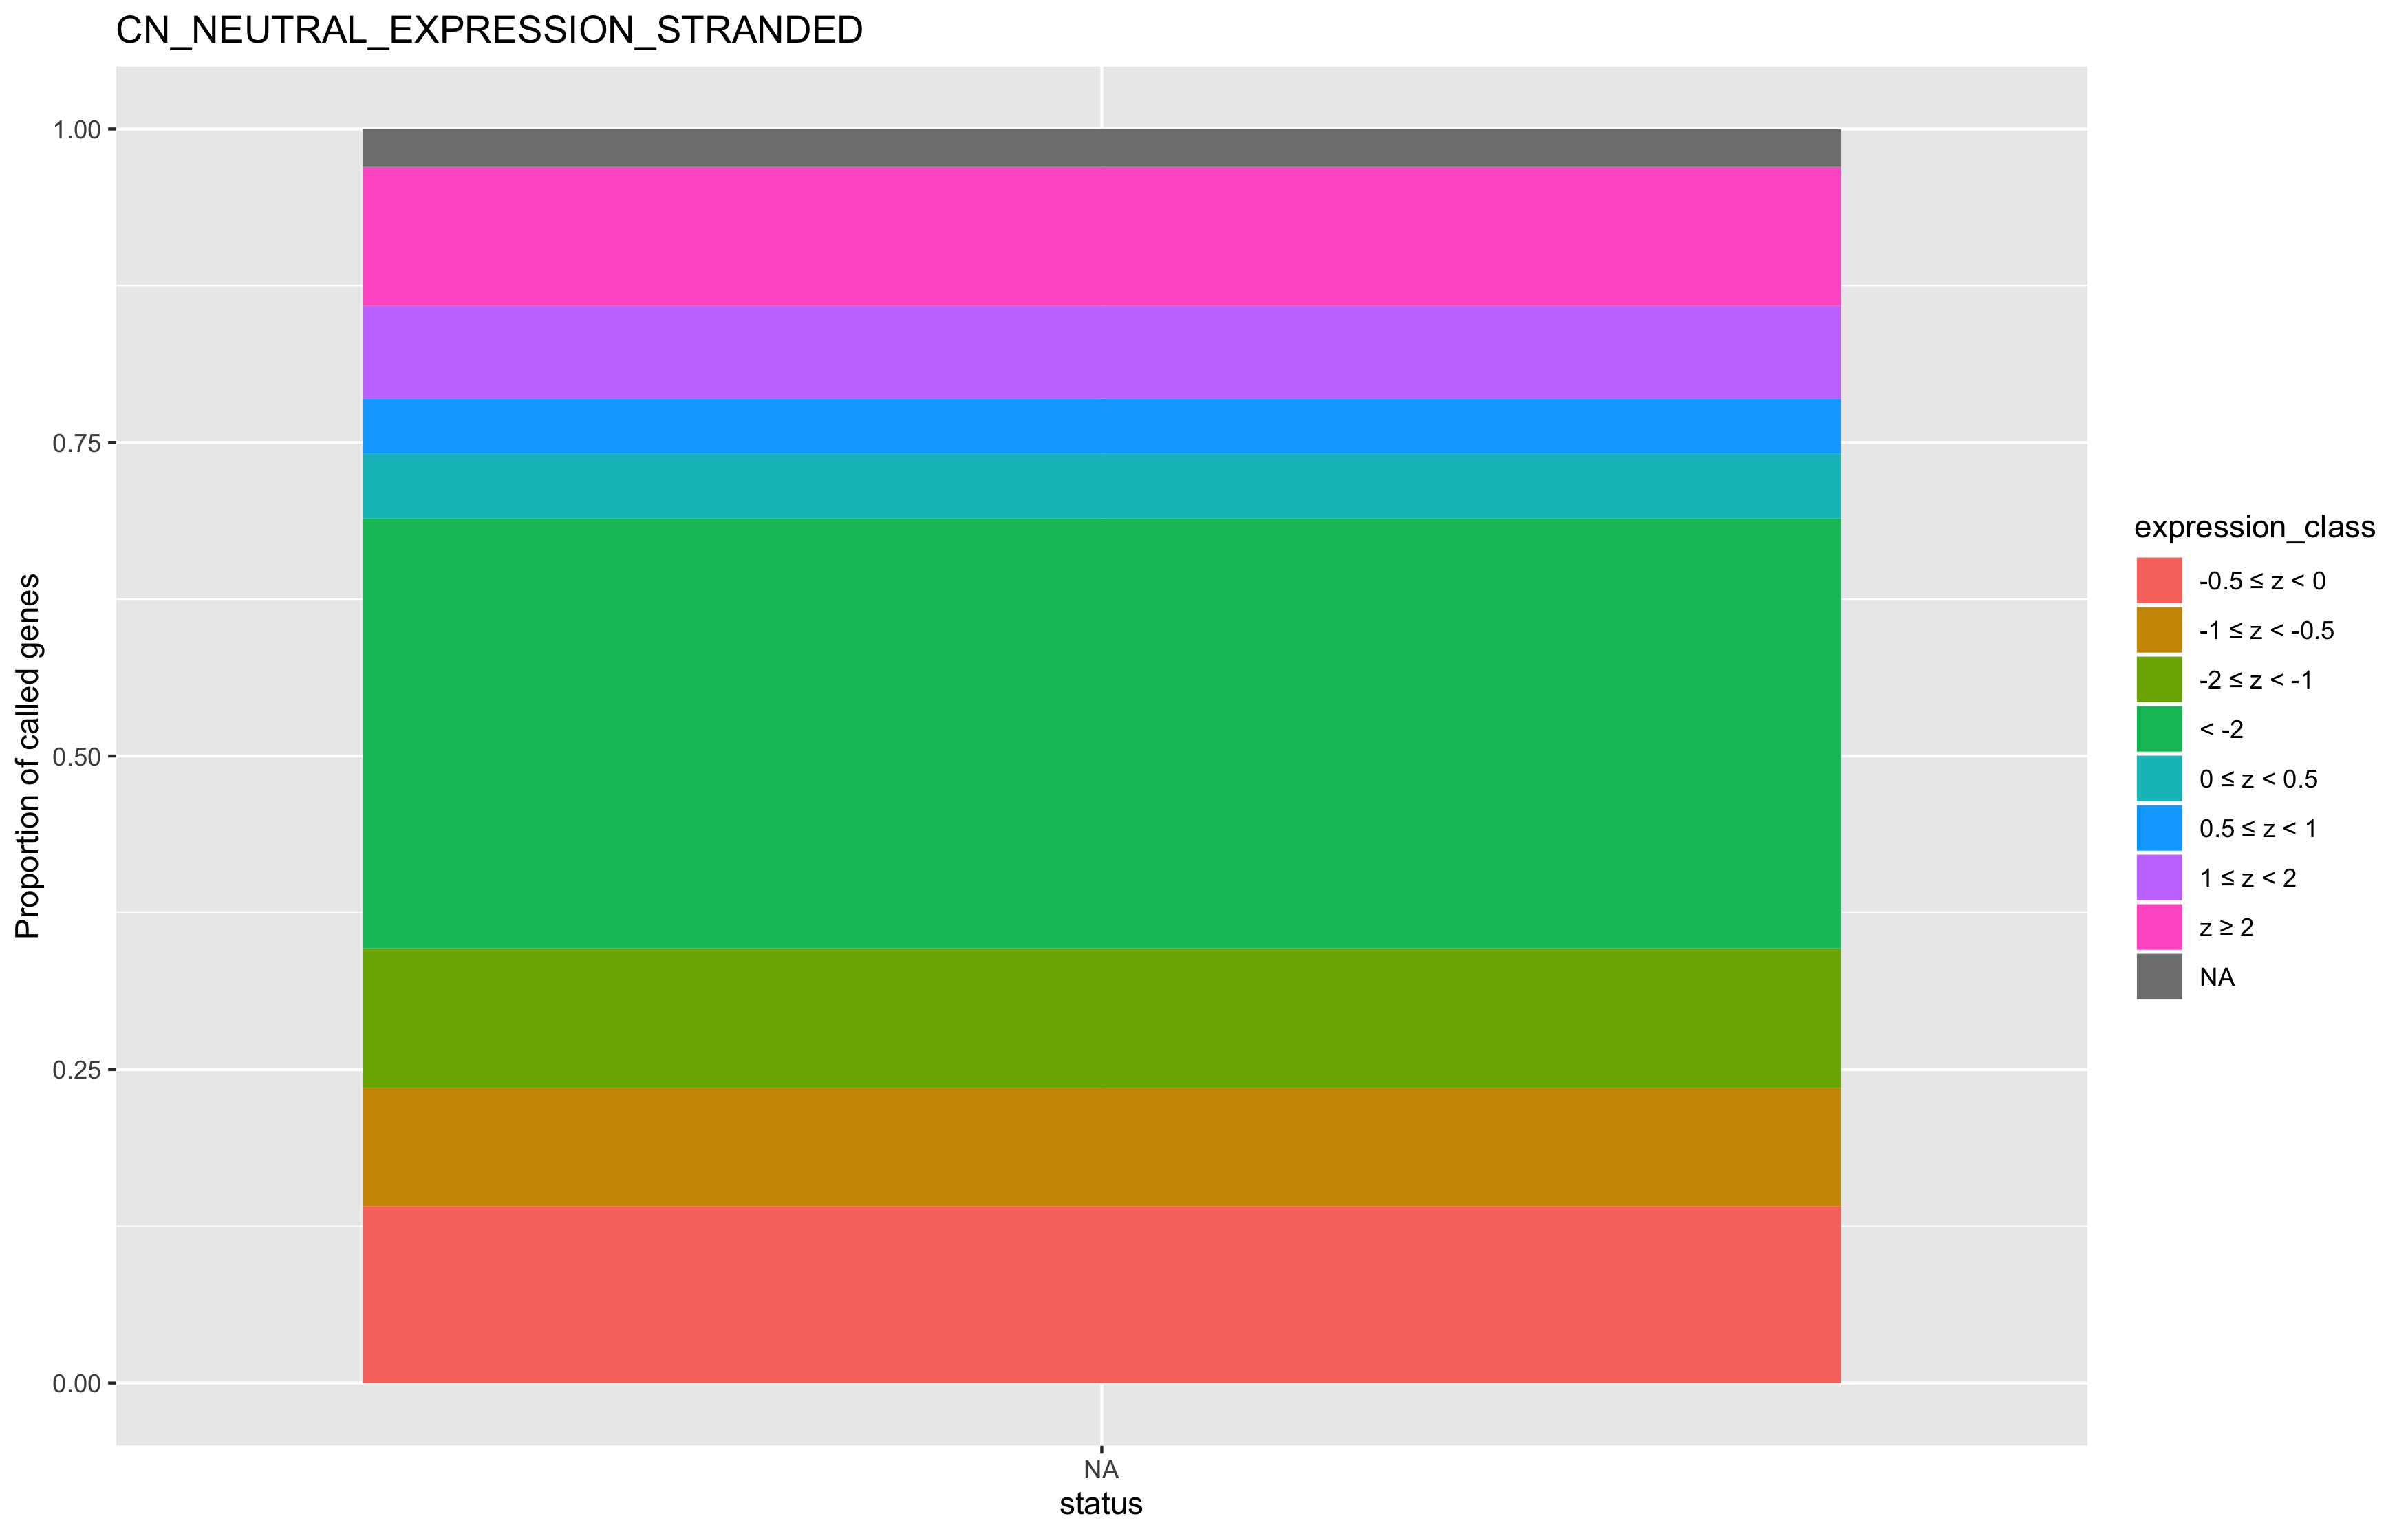 CN_NEUTRAL_EXPRESSION_STRANDED
1.00
0.75
0.50
0.25
0.00
Proportion of called genes
NA
status
expression_class
-0.5 ≤ z < 0
-1 ≤ z < -0.5
-2 ≤ z < -1
< -2
0 ≤ z < 0.5
0.5 ≤ z < 1
1 ≤ z < 2
z ≥ 2
NA